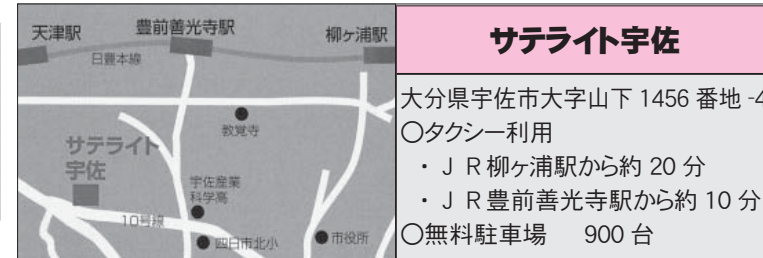 天津駅
豊前善光寺駅
柳ヶ浦駅
日豊本線
教覚寺
サテライト
宇佐
宇佐産業
科学高
10号線
四日市北小
市役所
サテライト宇佐
大分県宇佐市大字山下 1456 番地 -4
〇タクシー利用
・ＪＲ柳ヶ浦駅から約 20 分
・ＪＲ豊前善光寺駅から約 10 分
〇無料駐車場　900 台